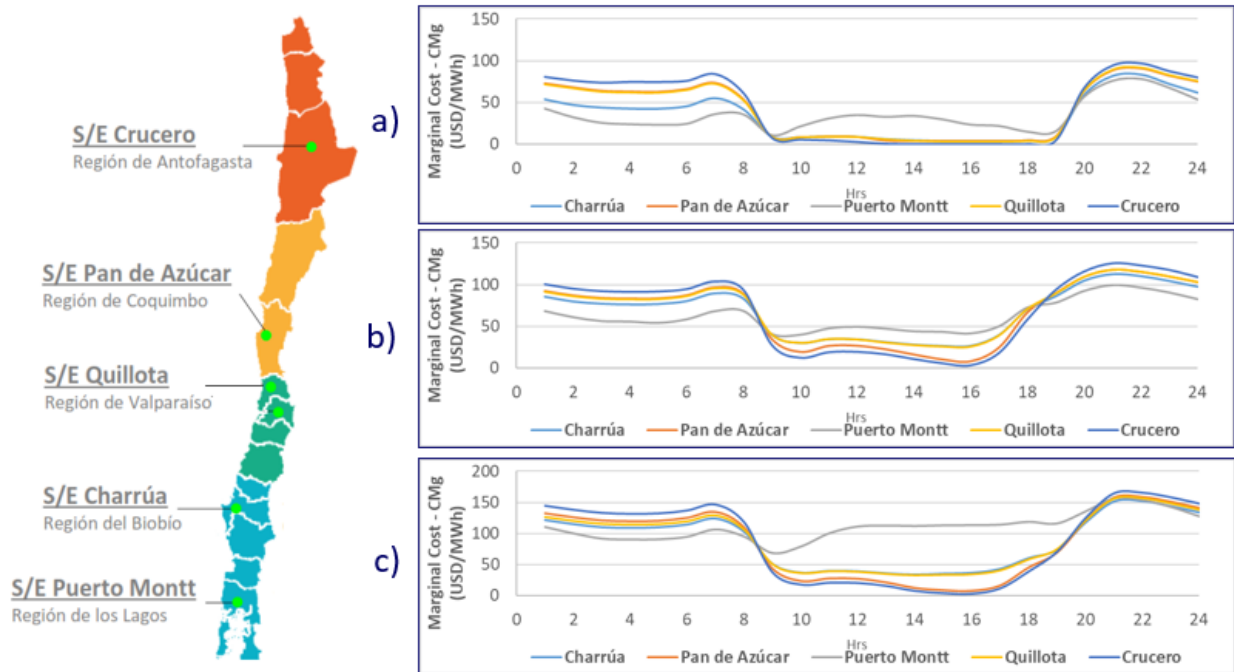 S/E Crucero
Región de Antofagasta
S/E Pan de Azúcar
Región de Coquimbo
S/E Quillota
Región de Valparaíso
S/E Charrúa
Región del Biobío
S/E Puerto Montt
Región de los Lagos
a)
Marginal Cost - CMg
(USD/MWh)
150
100
50
0
0 2 4 6 8 10 12 14 16 18 20 22 24
Hrs
Charrúa Pan de Azúcar Puerto Montt Quillota Crucero
b)
Marginal Cost - CMg
(USD/MWh)
150
100
50
0
0 2 4 6 8 10 12 14 16 18 20 22 24
Hrs
Charrúa Pan de Azúcar Puerto Montt Quillota Crucero
c)
Marginal Cost - CMg
(USD/MWh)
200
150
100
50
0
0 2 4 6 8 10 12 14 16 18 20 22 24
Hrs
Charrúa Pan de Azúcar Puerto Montt Quillota Crucero